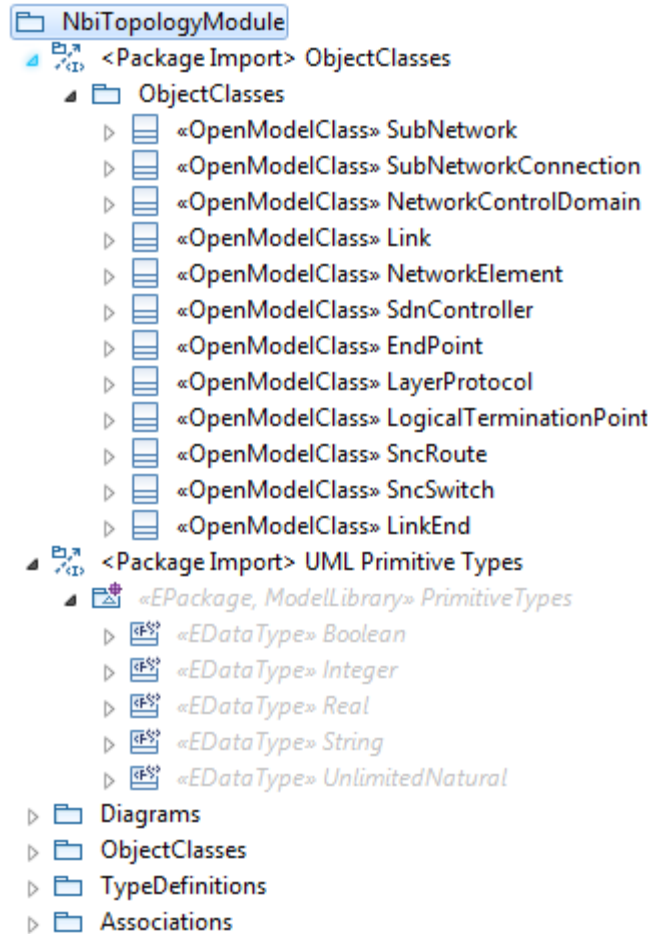 NbiTopologyModule
<Package Import> ObjectClasses
ObjectClasses
«OpenModelClass» SubNetwork
«OpenModelClass» SubNetworkConnection
«OpenModelClass» NetworkControlDomain
«OpenModelClass» Link
«OpenModelClass» NetworkElement
«OpenModelClass» SdnController
«OpenModelClass» EndPoint
«OpenModelClass» LayerProtocol
«OpenModelClass» LogicalTerminationPoint
«OpenModelClass» SncRoute
«OpenModelClass» SncSwitch
«OpenModelClass» LinkEnd
<Package Import> UML Primitive Types
«EPackage, ModelLibrary» PrimitiveTypes
«EDataType» Boolean
«EDataType» Integer
«EDataType» Real
«EDataType» String
«EDataType» UnlimitedNatural
Diagrams
ObjectClasses
TypeDefinitions
Associations